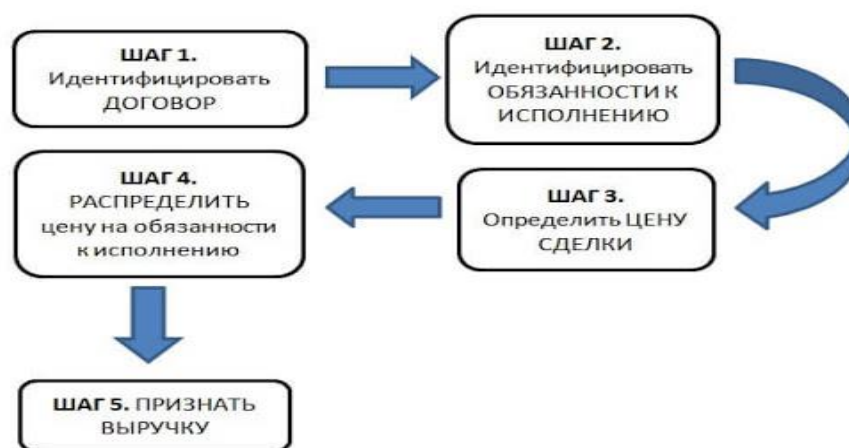 ШАГ 1.
Идентифицировать
ДОГОВОР
ШАГ 2.
Идентифицировать
ОБЯЗАННОСТИ К
ИСПОЛНЕНИЮ
ШАГ 3.
Определить ЦЕНУ
СДЕЛКИ
ШАГ 4.
РАСПРЕДЕЛИТЬ
цену на обязанности
к исполнению
ШАГ 5. ПРИЗНАТЬ
ВЫРУЧКУ